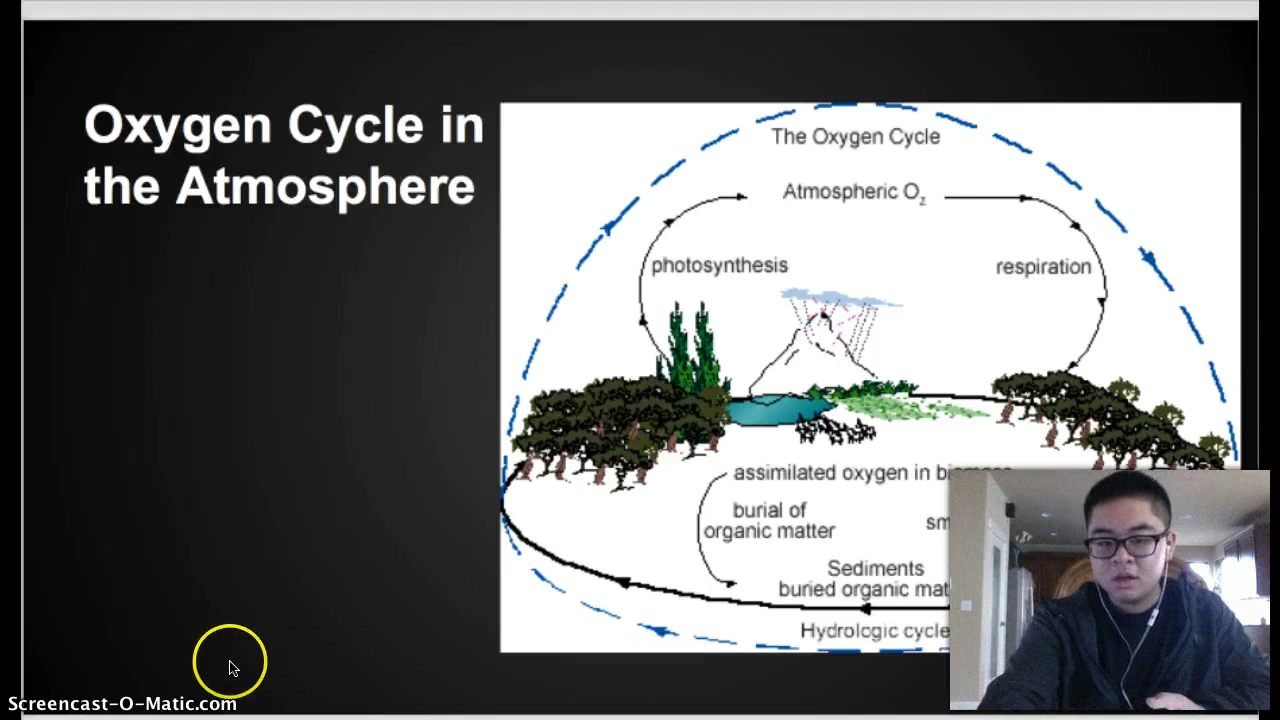 Oxygen Cycle in
the Atmosphere
The Oxygen Cycle
Atmospheric O₂
photosynthesis
respiration
assimilated oxygen in biomass
burial of
organic matter
Sediments
buried organic mat
Hydrologic cycle
Screencast-O-Matic.com